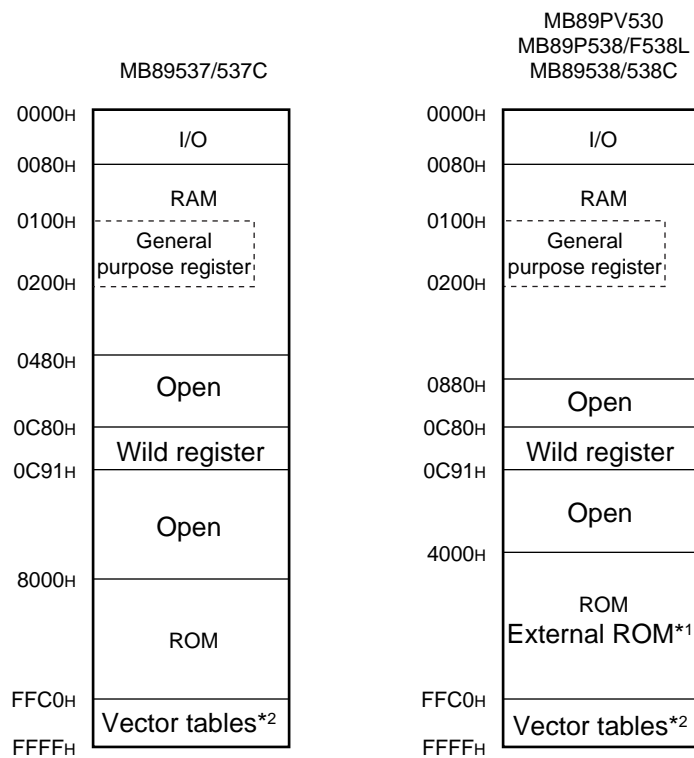 MB89537/537C
0000H
I/O
0080H
RAM
0100H
General
purpose register
0200H
0480H
Open
0C80H
Wild register
0C91H
Open
8000H
ROM
FFC0H
Vector tables*2
FFFFH
MB89PV530
MB89P538/F538L
MB89538/538C
0000H
I/O
0080H
RAM
0100H
General
purpose register
0200H
0880H
Open
0C80H
Wild register
0C91H
Open
4000H
ROM
External ROM*1
FFC0H
Vector tables*2
FFFFH